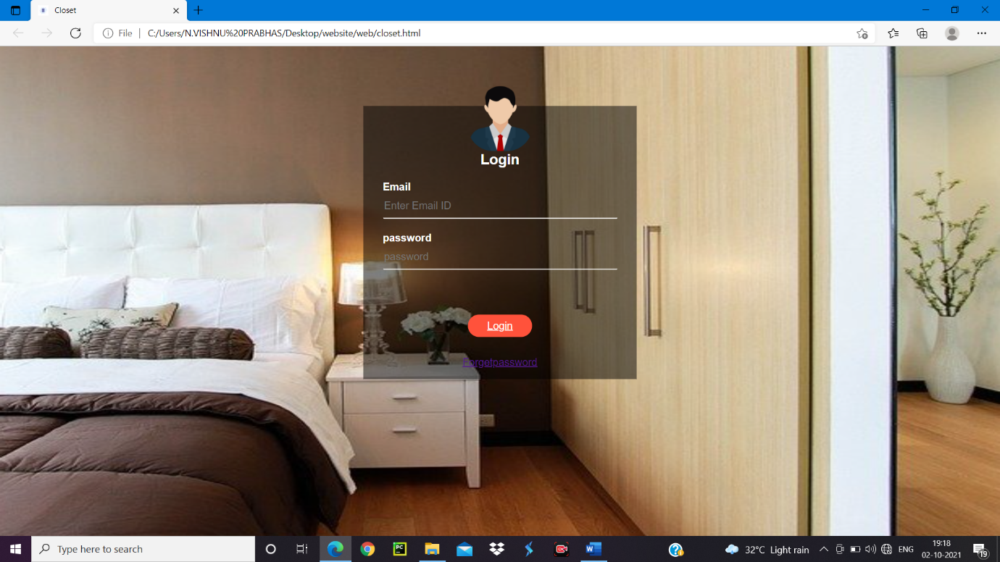 Closet
File
C:/Users/N.VISHNU%20PRABHAS/Desktop/website/web/closet.html
Login
Email
Enter Email ID
password
password
Login
Forgetpassword
PC
W
Type here to search
32°C Light rain
ENG
19:18
02-10-2021
19